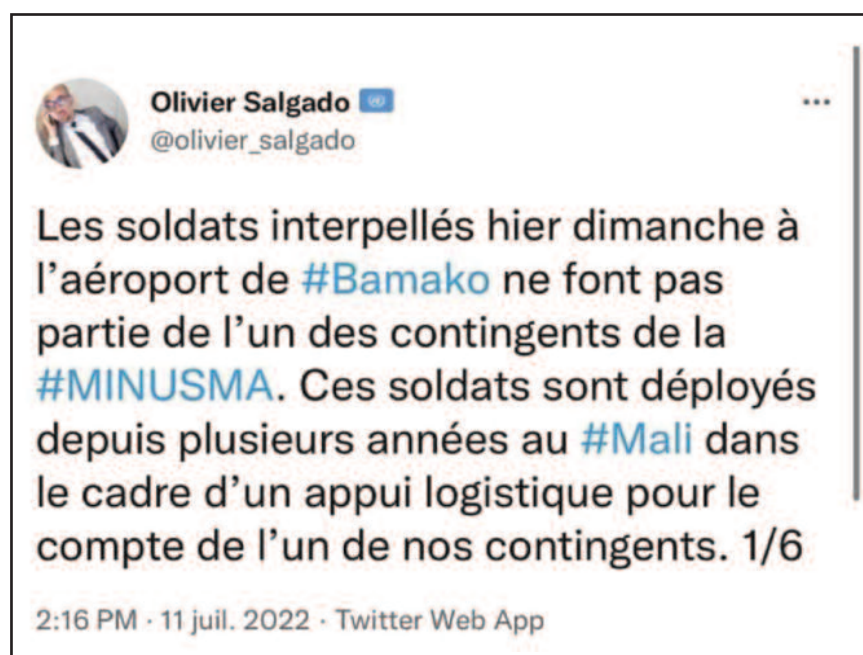 Olivier Salgado
@olivier_salgado
Les soldats interpellés hier dimanche à
l’aéroport de #Bamako ne font pas
partie de l’un des contingents de la
#MINUSMA. Ces soldats sont déployés
depuis plusieurs années au #Mali dans
le cadre d’un appui logistique pour le
compte de l’un de nos contingents. 1/6
2:16 PM · 11 juil. 2022 · Twitter Web App